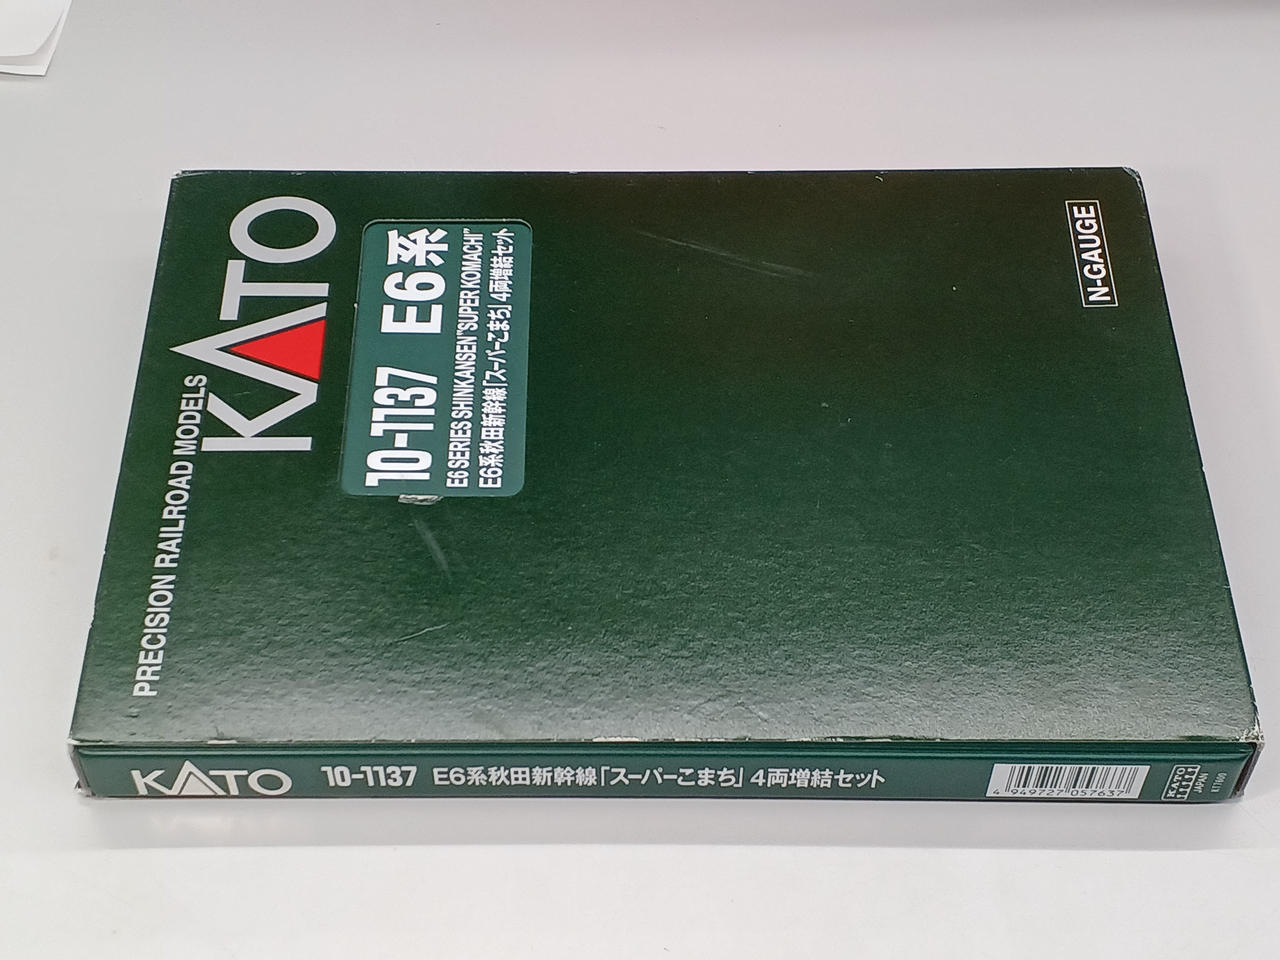 PRECISION RAILROAD MODELS
KATO
10-1137 E6系
E6 SERIES SHINKANSEN "SUPER KOMACHI"
E6系秋田新幹線「スーパーこまち」4両増結セット
N-GAUGE
KATO 10-1137 E6系秋田新幹線「スーパーこまち」4両増結セット
4 949727 057637
KATO
JAPAN